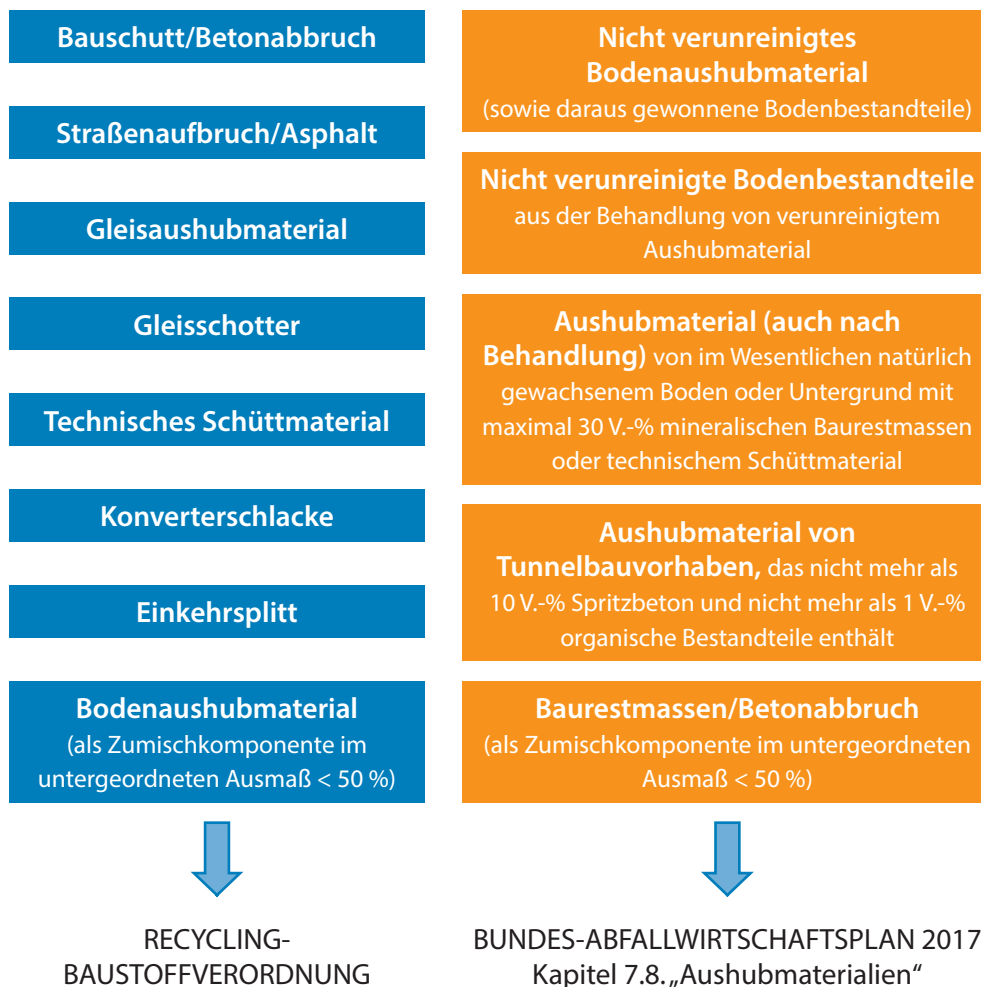 Bauschutt/Betonabbruch
Straßenaufbruch/Asphalt
Gleisaushubmaterial
Gleisschotter
Technisches Schüttmaterial
Konverterschlacke
Einkehrsplitt
Bodenaushubmaterial
(als Zumischkomponente im
untergeordneten Ausmaß < 50 %)
RECYCLING-
BAUSTOFFVERORDNUNG
Nicht verunreinigtes
Bodenaushubmaterial
(sowie daraus gewonnene Bodenbestandteile)
Nicht verunreinigte Bodenbestandteile
aus der Behandlung von verunreinigtem
Aushubmaterial
Aushubmaterial (auch nach
Behandlung) von im Wesentlichen natürlich
gewachsenem Boden oder Untergrund mit
maximal 30 V.-% mineralischen Baurestmassen
oder technischem Schüttmaterial
Aushubmaterial von
Tunnelbauvorhaben, das nicht mehr als
10 V.-% Spritzbeton und nicht mehr als 1 V.-%
organische Bestandteile enthält
Baurestmassen/Betonabbruch
(als Zumischkomponente im untergeordneten
Ausmaß < 50 %)
BUNDES-ABFALLWIRTSCHAFTSPLAN 2017
Kapitel 7.8. „Aushubmaterialien“